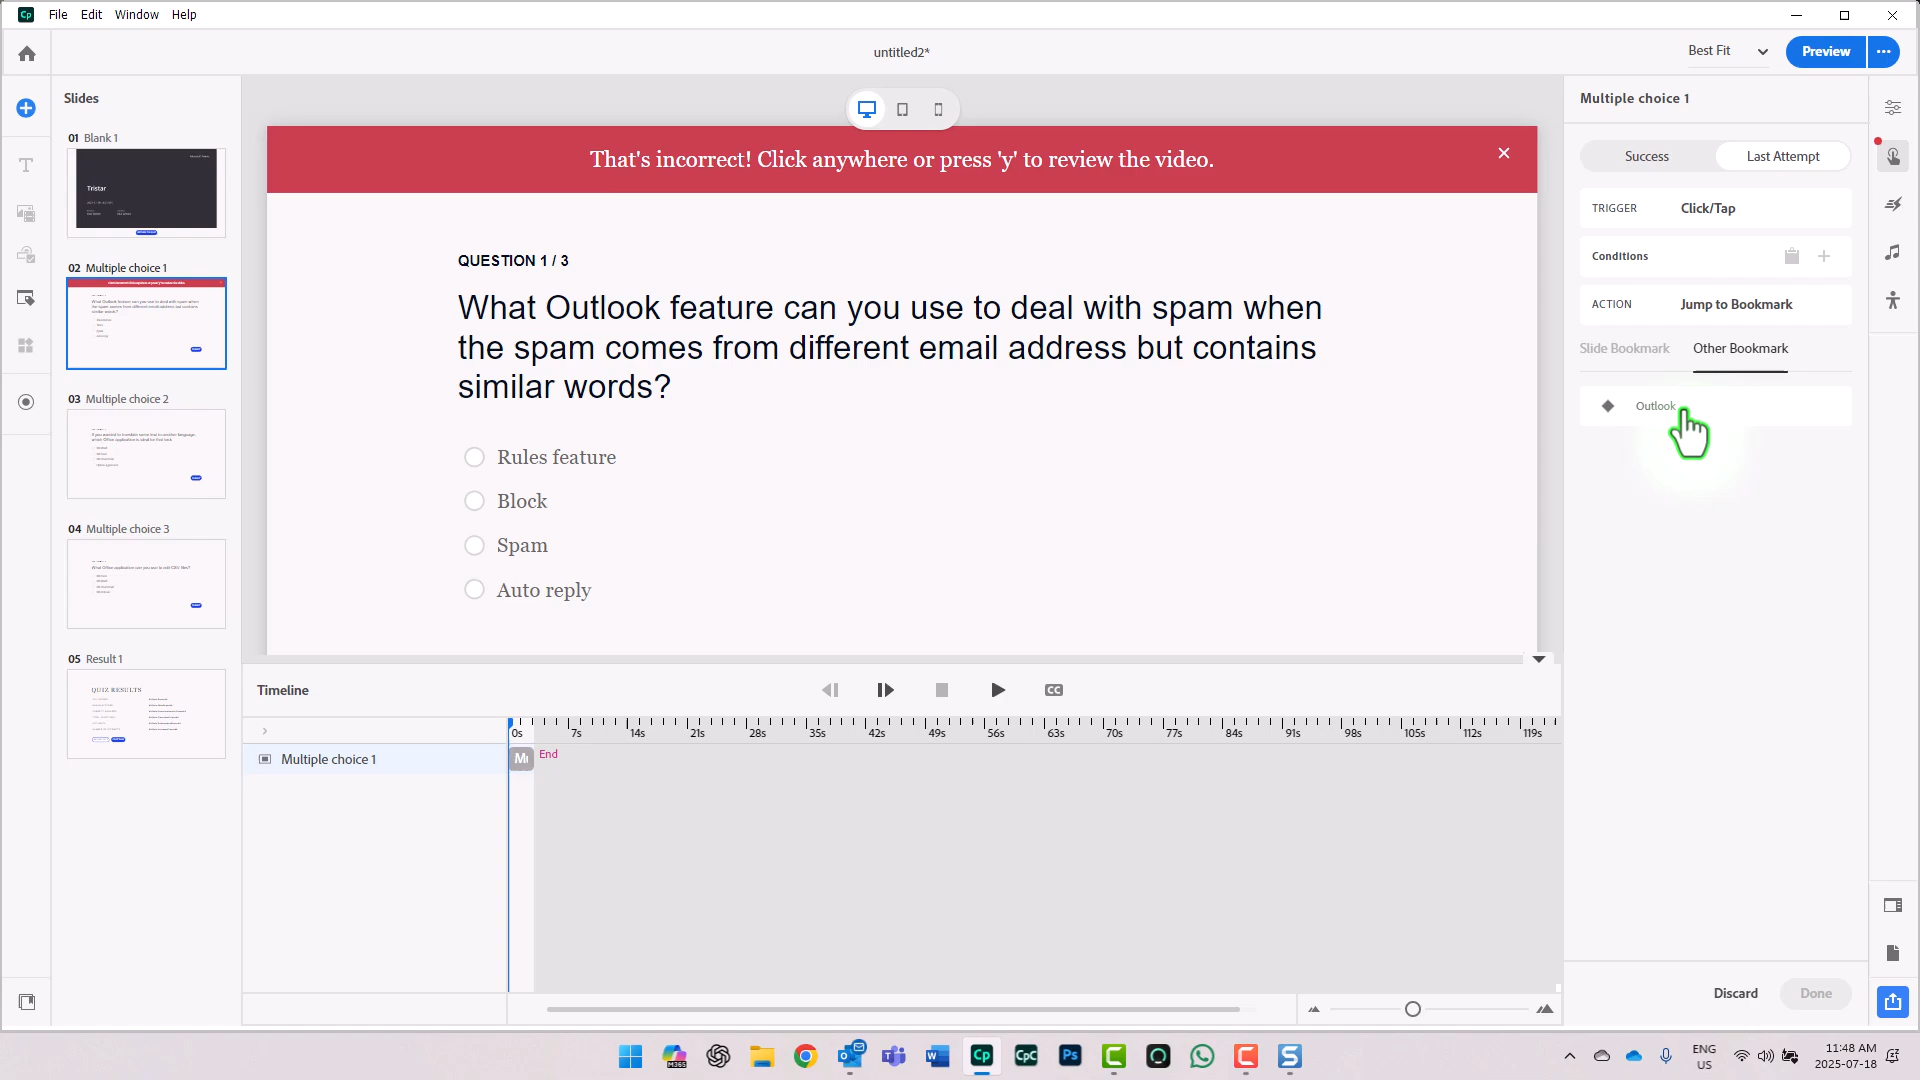 Cp File Edit Window Help
untitled2*
Best Fit
Preview
Slides
01 Blank 1
Tristar
02 Multiple choice 1
03 Multiple choice 2
04 Multiple choice 3
05 Result 1
QUIZ RESULTS
That's incorrect! Click anywhere or press 'y' to review the video.
QUESTION 1 / 3
What Outlook feature can you use to deal with spam when
the spam comes from different email address but contains
similar words?
Rules feature
Block
Spam
Auto reply
Timeline
CC
0s 7s 14s 21s 28s 35s 42s 49s 56s 63s 70s 77s 84s 91s 98s 105s 112s 119s
Multiple choice 1
End
Multiple choice 1
Success
Last Attempt
TRIGGER Click/Tap
Conditions
ACTION Jump to Bookmark
Slide Bookmark Other Bookmark
Outlook
Discard
Done
M365
Cp
CpC
Ps
ENG
US
11:48 AM
2025-07-18